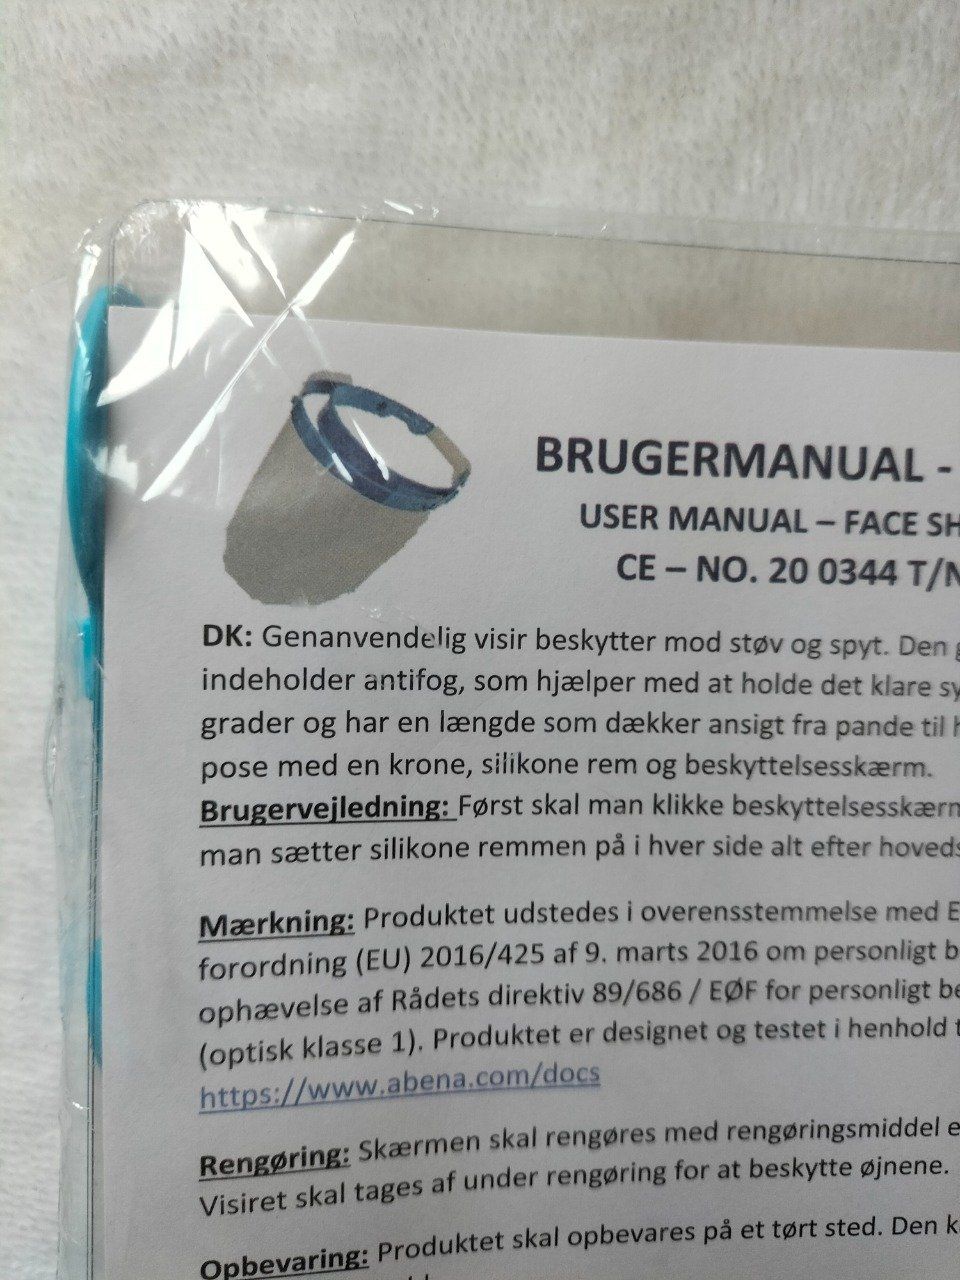 BRUGERMANUAL -
USER MANUAL – FACE SH
CE – NO. 20 0344 T/N
DK: Genanvendelig visir beskytter mod støv og spyt. Den g
indeholder antifog, som hjælper med at holde det klare sy
grader og har en længde som dækker ansigt fra pande til h
pose med en krone, silikone rem og beskyttelsesskærm.
Brugervejledning: Først skal man klikke beskyttelsesskærm
man sætter silikone remmen på i hver side alt efter hoveds
Mærkning: Produktet udstedes i overensstemmelse med E
forordning (EU) 2016/425 af 9. marts 2016 om personligt b
ophævelse af Rådets direktiv 89/686 / EØF for personligt be
(optisk klasse 1). Produktet er designet og testet i henhold t
https://www.abena.com/docs
Rengøring: Skærmen skal rengøres med rengøringsmiddel e
Visiret skal tages af under rengøring for at beskytte øjnene.
Opbevaring: Produktet skal opbevares på et tørt sted. Den k